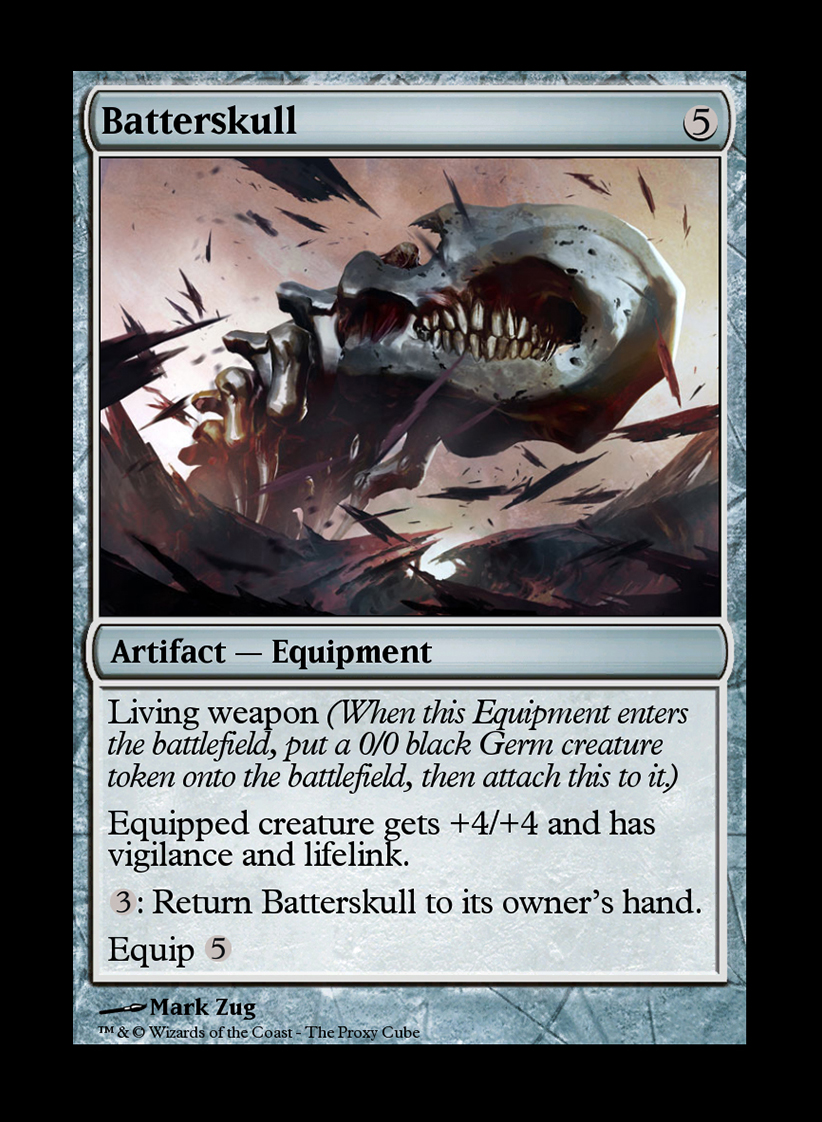 Batterskull 5
Artifact — Equipment
Living weapon (When this Equipment enters
the battlefield, put a 0/0 black Germ creature
token onto the battlefield, then attach this to it.)
Equipped creature gets +4/+4 and has
vigilance and lifelink.
3: Return Batterskull to its owner's hand.
Equip 5
Mark Zug
™ & © Wizards of the Coast - The Proxy Cube